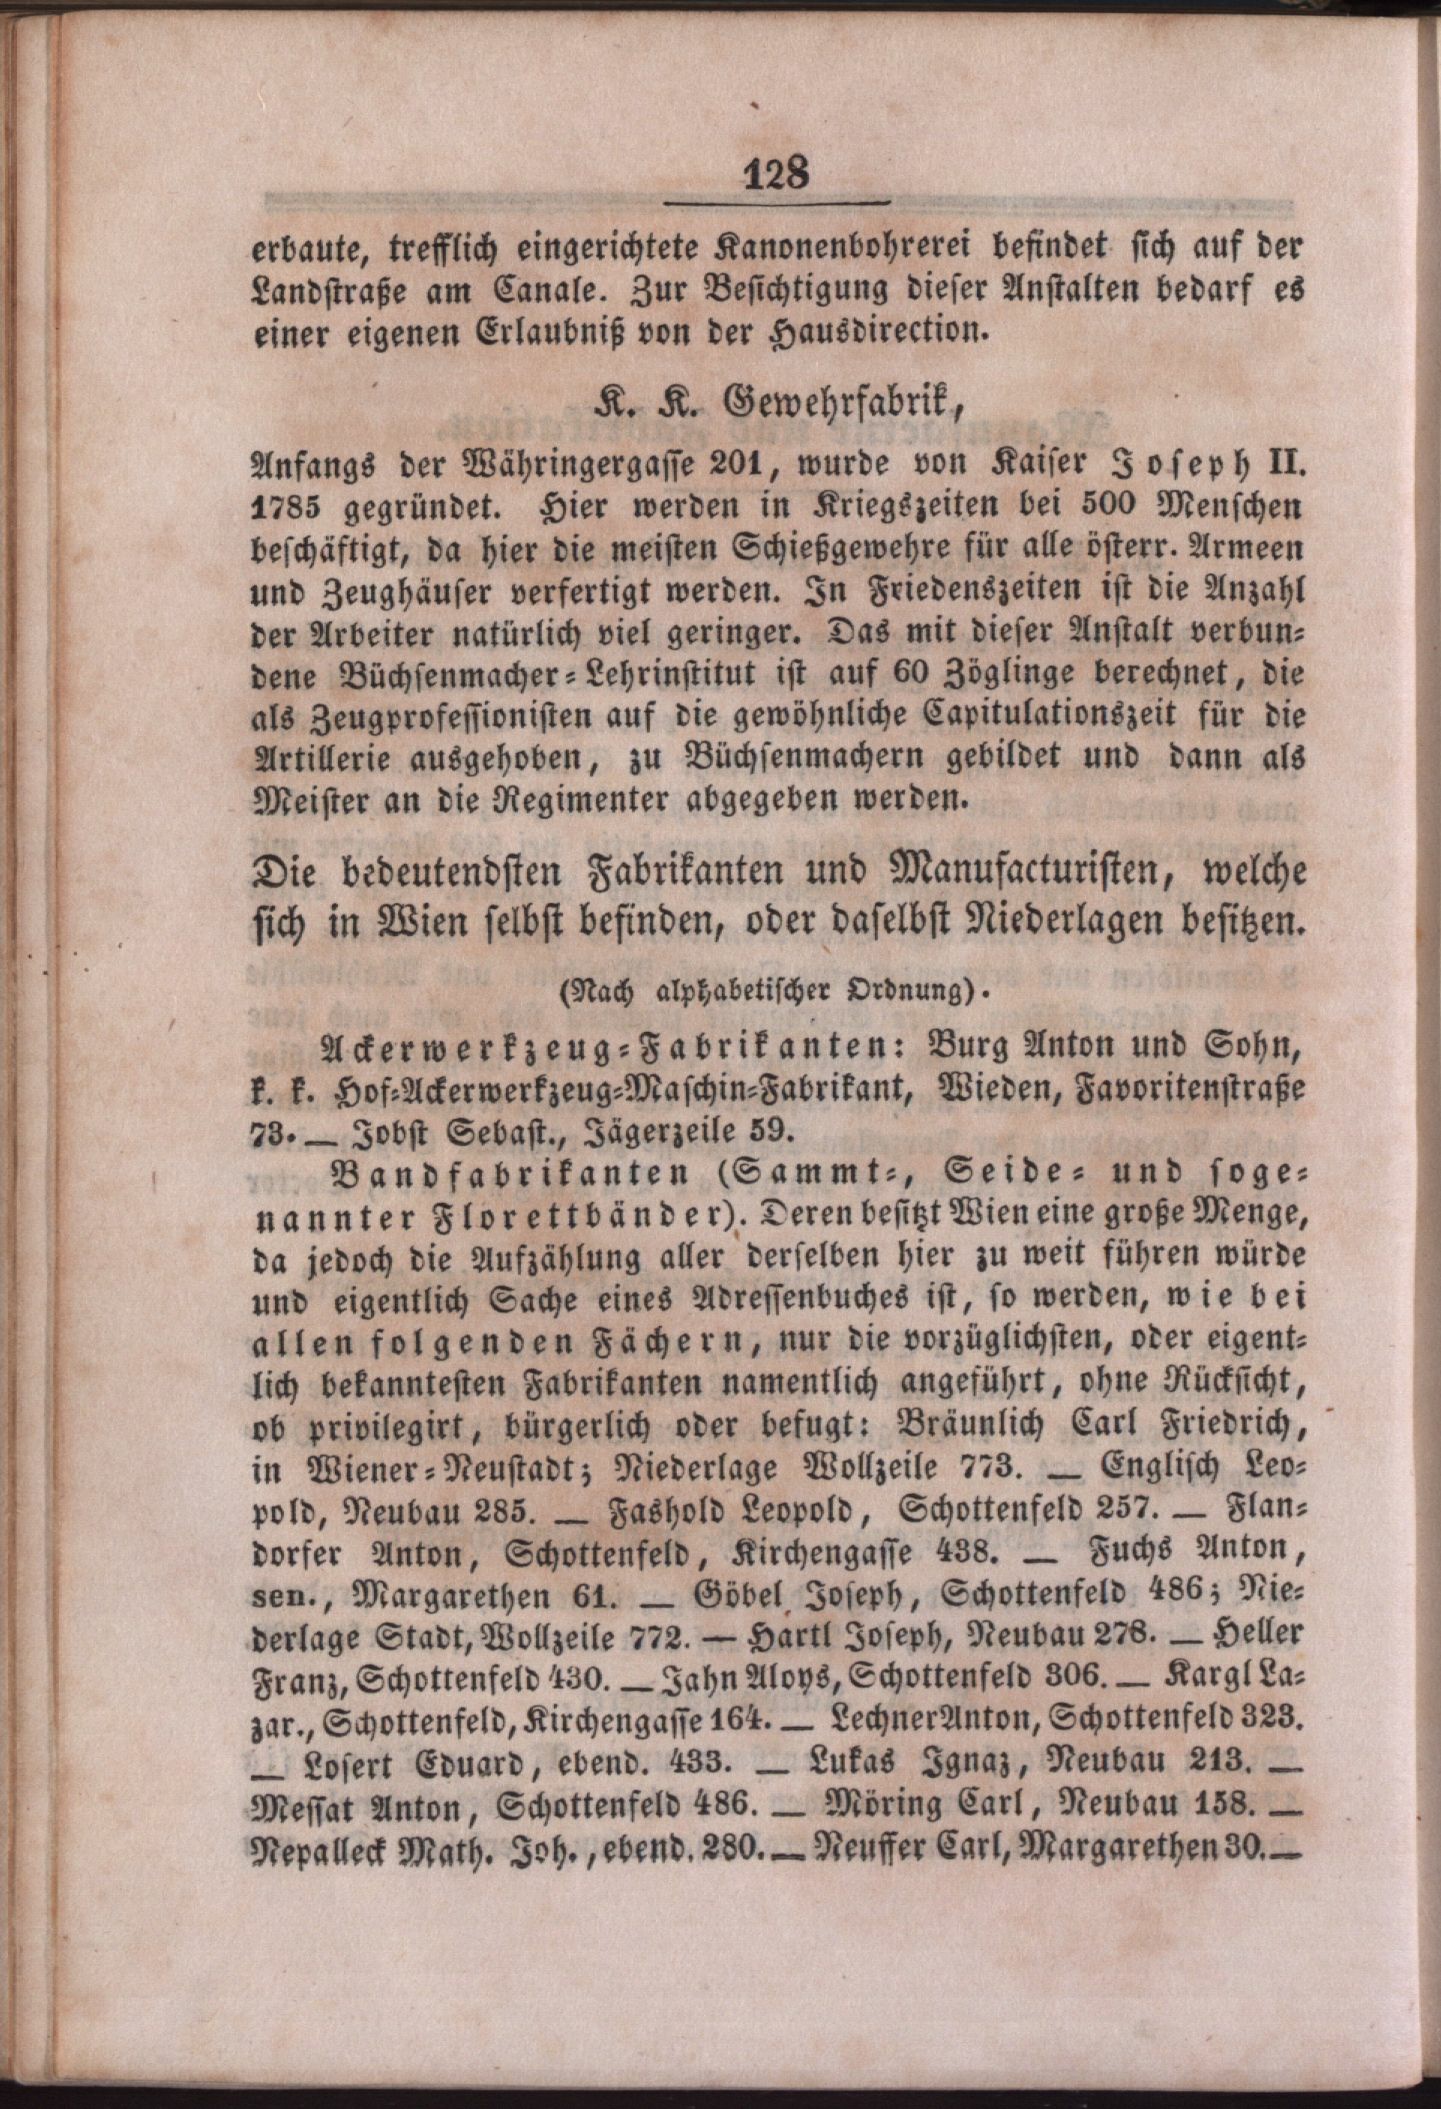 128
erbaute, trefflich eingerichtete Kanonenbohrerei befindet sich auf der
Landstraße am Canale. Zur Besichtigung dieser Anstalten bedarf es
einer eigenen Erlaubniß von der Hausdirection.
K. K. Gewehrfabrik,
Anfangs der Währingergasse 201, wurde von Kaiser Joseph II.
1785 gegründet. Hier werden in Kriegszeiten bei 500 Menschen
beschäftigt, da hier die meisten Schießgewehre für alle österr. Armeen
und Zeughäuser verfertigt werden. In Friedenszeiten ist die Anzahl
der Arbeiter natürlich viel geringer. Das mit dieser Anstalt verbun-
dene Büchsenmacher-Lehrinstitut ist auf 60 Zöglinge berechnet, die
als Zeugprofessionisten auf die gewöhnliche Capitulationszeit für die
Artillerie ausgehoben, zu Büchsenmachern gebildet und dann als
Meister an die Regimenter abgegeben werden.
Die bedeutendsten Fabrikanten und Manufacturisten, welche
sich in Wien selbst befinden, oder daselbst Niederlagen besitzen.
(Nach alphabetischer Ordnung).
Ackerwerkzeug-Fabrikanten: Burg Anton und Sohn,
k. k. Hof-Ackerwerkzeug-Maschin-Fabrikant, Wieden, Favoritenstraße
73. — Jobst Sebast., Jägerzeile 59.
Bandfabrikanten (Sammt-, Seide- und soge-
nannter Florettbänder). Deren besitzt Wien eine große Menge,
da jedoch die Aufzählung aller derselben hier zu weit führen würde
und eigentlich Sache eines Adressenbuches ist, so werden, wie bei
allen folgenden Fächern, nur die vorzüglichsten, oder eigent-
lich bekanntesten Fabrikanten namentlich angeführt, ohne Rücksicht,
ob privilegirt, bürgerlich oder befugt: Bräunlich Carl Friedrich,
in Wiener-Neustadt; Niederlage Wollzeile 773. — Englisch Leo-
pold, Neubau 285. — Fashold Leopold, Schottenfeld 257. — Flan-
dorfer Anton, Schottenfeld, Kirchengasse 438. — Fuchs Anton,
sen., Margarethen 61. — Göbel Joseph, Schottenfeld 486; Nie-
derlage Stadt, Wollzeile 772. — Hartl Joseph, Neubau 278. — Heller
Franz, Schottenfeld 430. — Jahn Aloys, Schottenfeld 306. — Kargl La-
zar., Schottenfeld, Kirchengasse 164. — Lechner Anton, Schottenfeld 323.
— Losert Eduard, ebend. 433. — Lukas Ignaz, Neubau 213. —
Messat Anton, Schottenfeld 486. — Möring Carl, Neubau 158. —
Nepalleck Math. Joh., ebend. 280. — Neuffer Carl, Margarethen 30. —